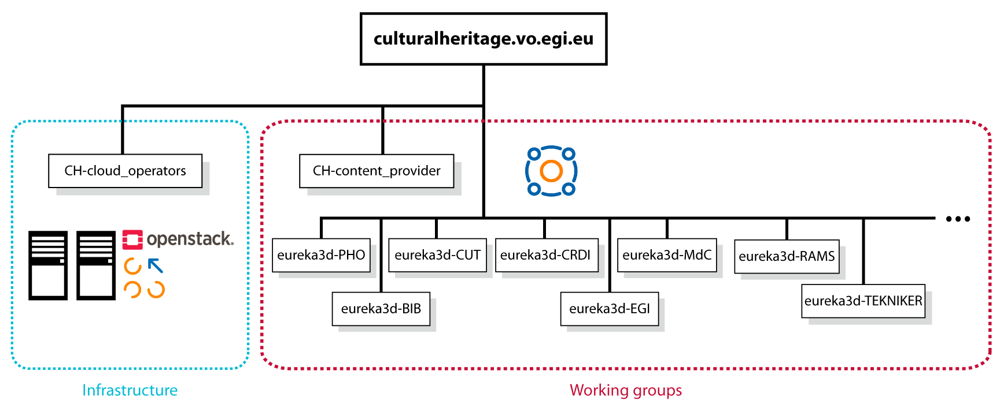 culturalheritage.vo.egi.eu
CH-cloud_operators
CH-content_provider
openstack.
eureka3d-PHO
eureka3d-CUT
eureka3d-CRDI
eureka3d-MdC
eureka3d-RAMS
...
eureka3d-BIB
eureka3d-EGI
eureka3d-TEKNIKER
Infrastructure
Working groups